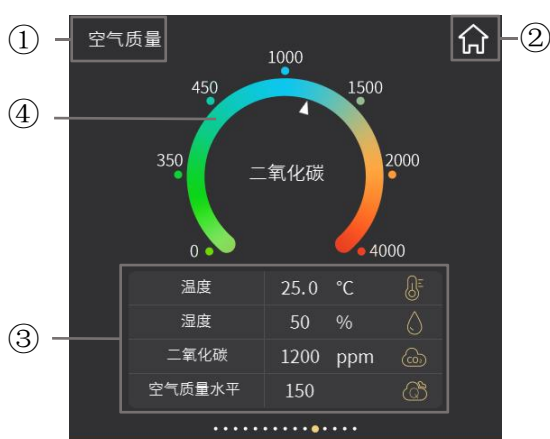 ① 空气质量 ②
1000
450 1500
④
350 2000
二氧化碳
0 4000
温度 25.0 °C
湿度 50 %
③
二氧化碳 1200 ppm CO₂
空气质量水平 150